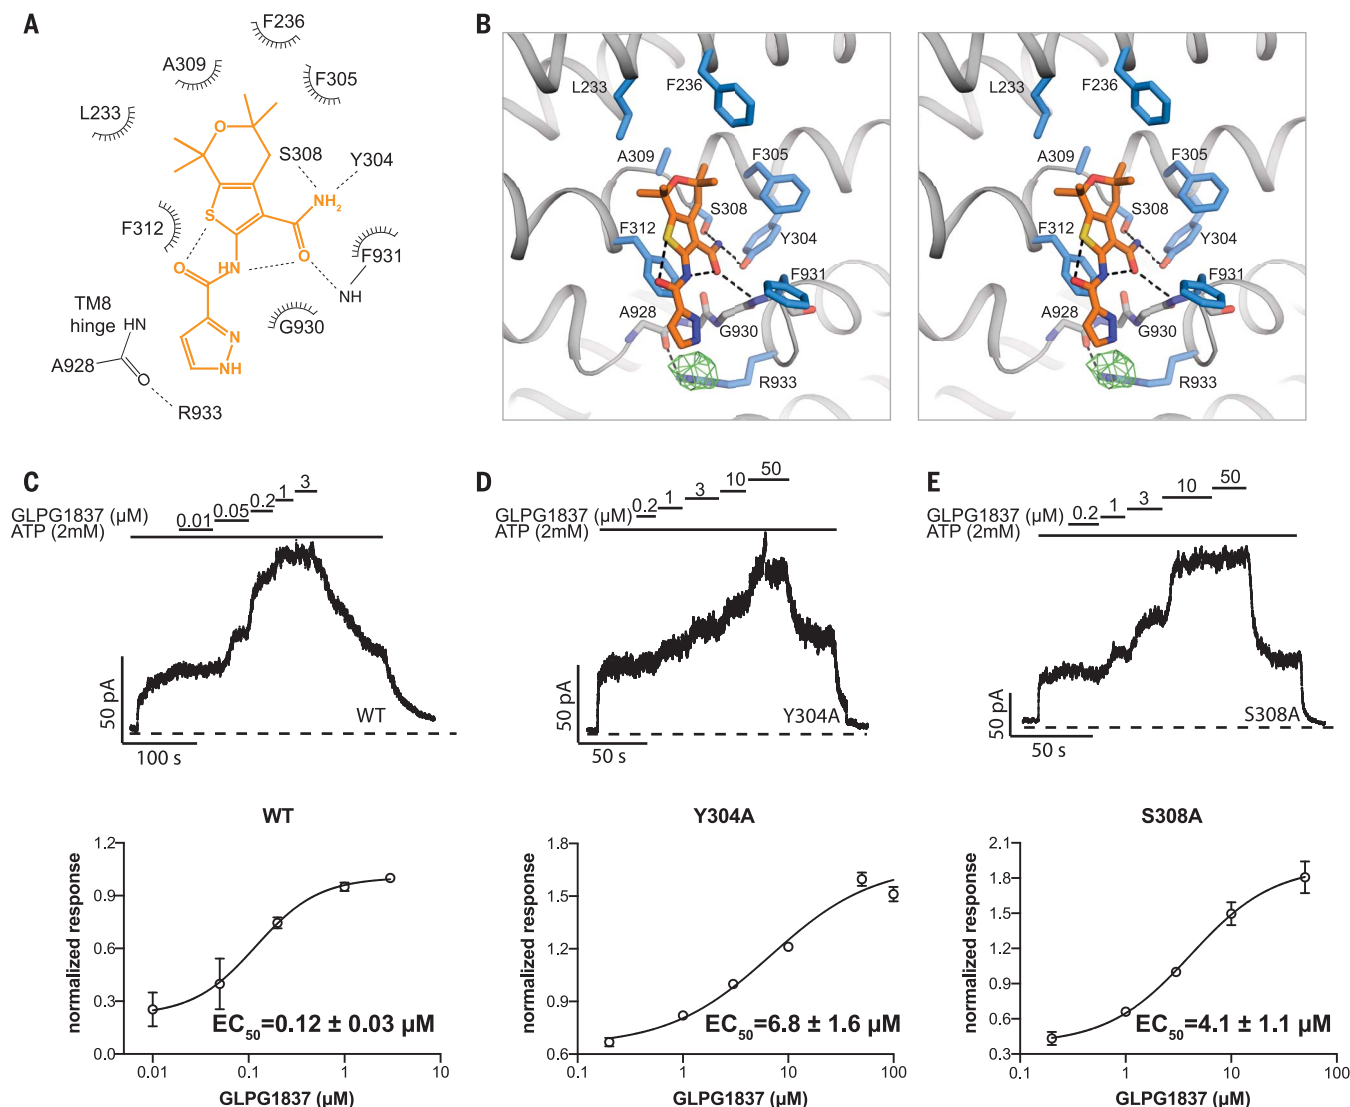 A
F236
A309
F305
L233
O
S308
Y304
S
NH2
F312
O
HN
O
F931
NH
TM8
hinge
HN
G930
A928
O
N
NH
R933
B
L233
F236
A309
F305
S308
F312
Y304
F931
A928
G930
R933
L233
F236
A309
F305
S308
F312
Y304
F931
A928
G930
R933
C
GLPG1837 (µM) 0.01 0.05 0.2 1 3
ATP (2mM)
50 pA
WT
100 s
D
GLPG1837 (µM) 0.2 1 3 10 50
ATP (2mM)
50 pA
Y304A
50 s
E
GLPG1837 (µM) 0.2 1 3 10 50
ATP (2mM)
50 pA
S308A
50 s
WT
normalized response
1.2
0.9
0.6
0.3
0.0
EC50=0.12 ± 0.03 µM
0.01 0.1 1 10
GLPG1837 (µM)
Y304A
normalized response
1.8
1.5
1.2
0.9
0.6
EC50=6.8 ± 1.6 µM
0.1 1 10 100
GLPG1837 (µM)
S308A
normalized response
2.1
1.8
1.5
1.2
0.9
0.6
0.3
EC50=4.1 ± 1.1 µM
0.1 1 10 100
GLPG1837 (µM)